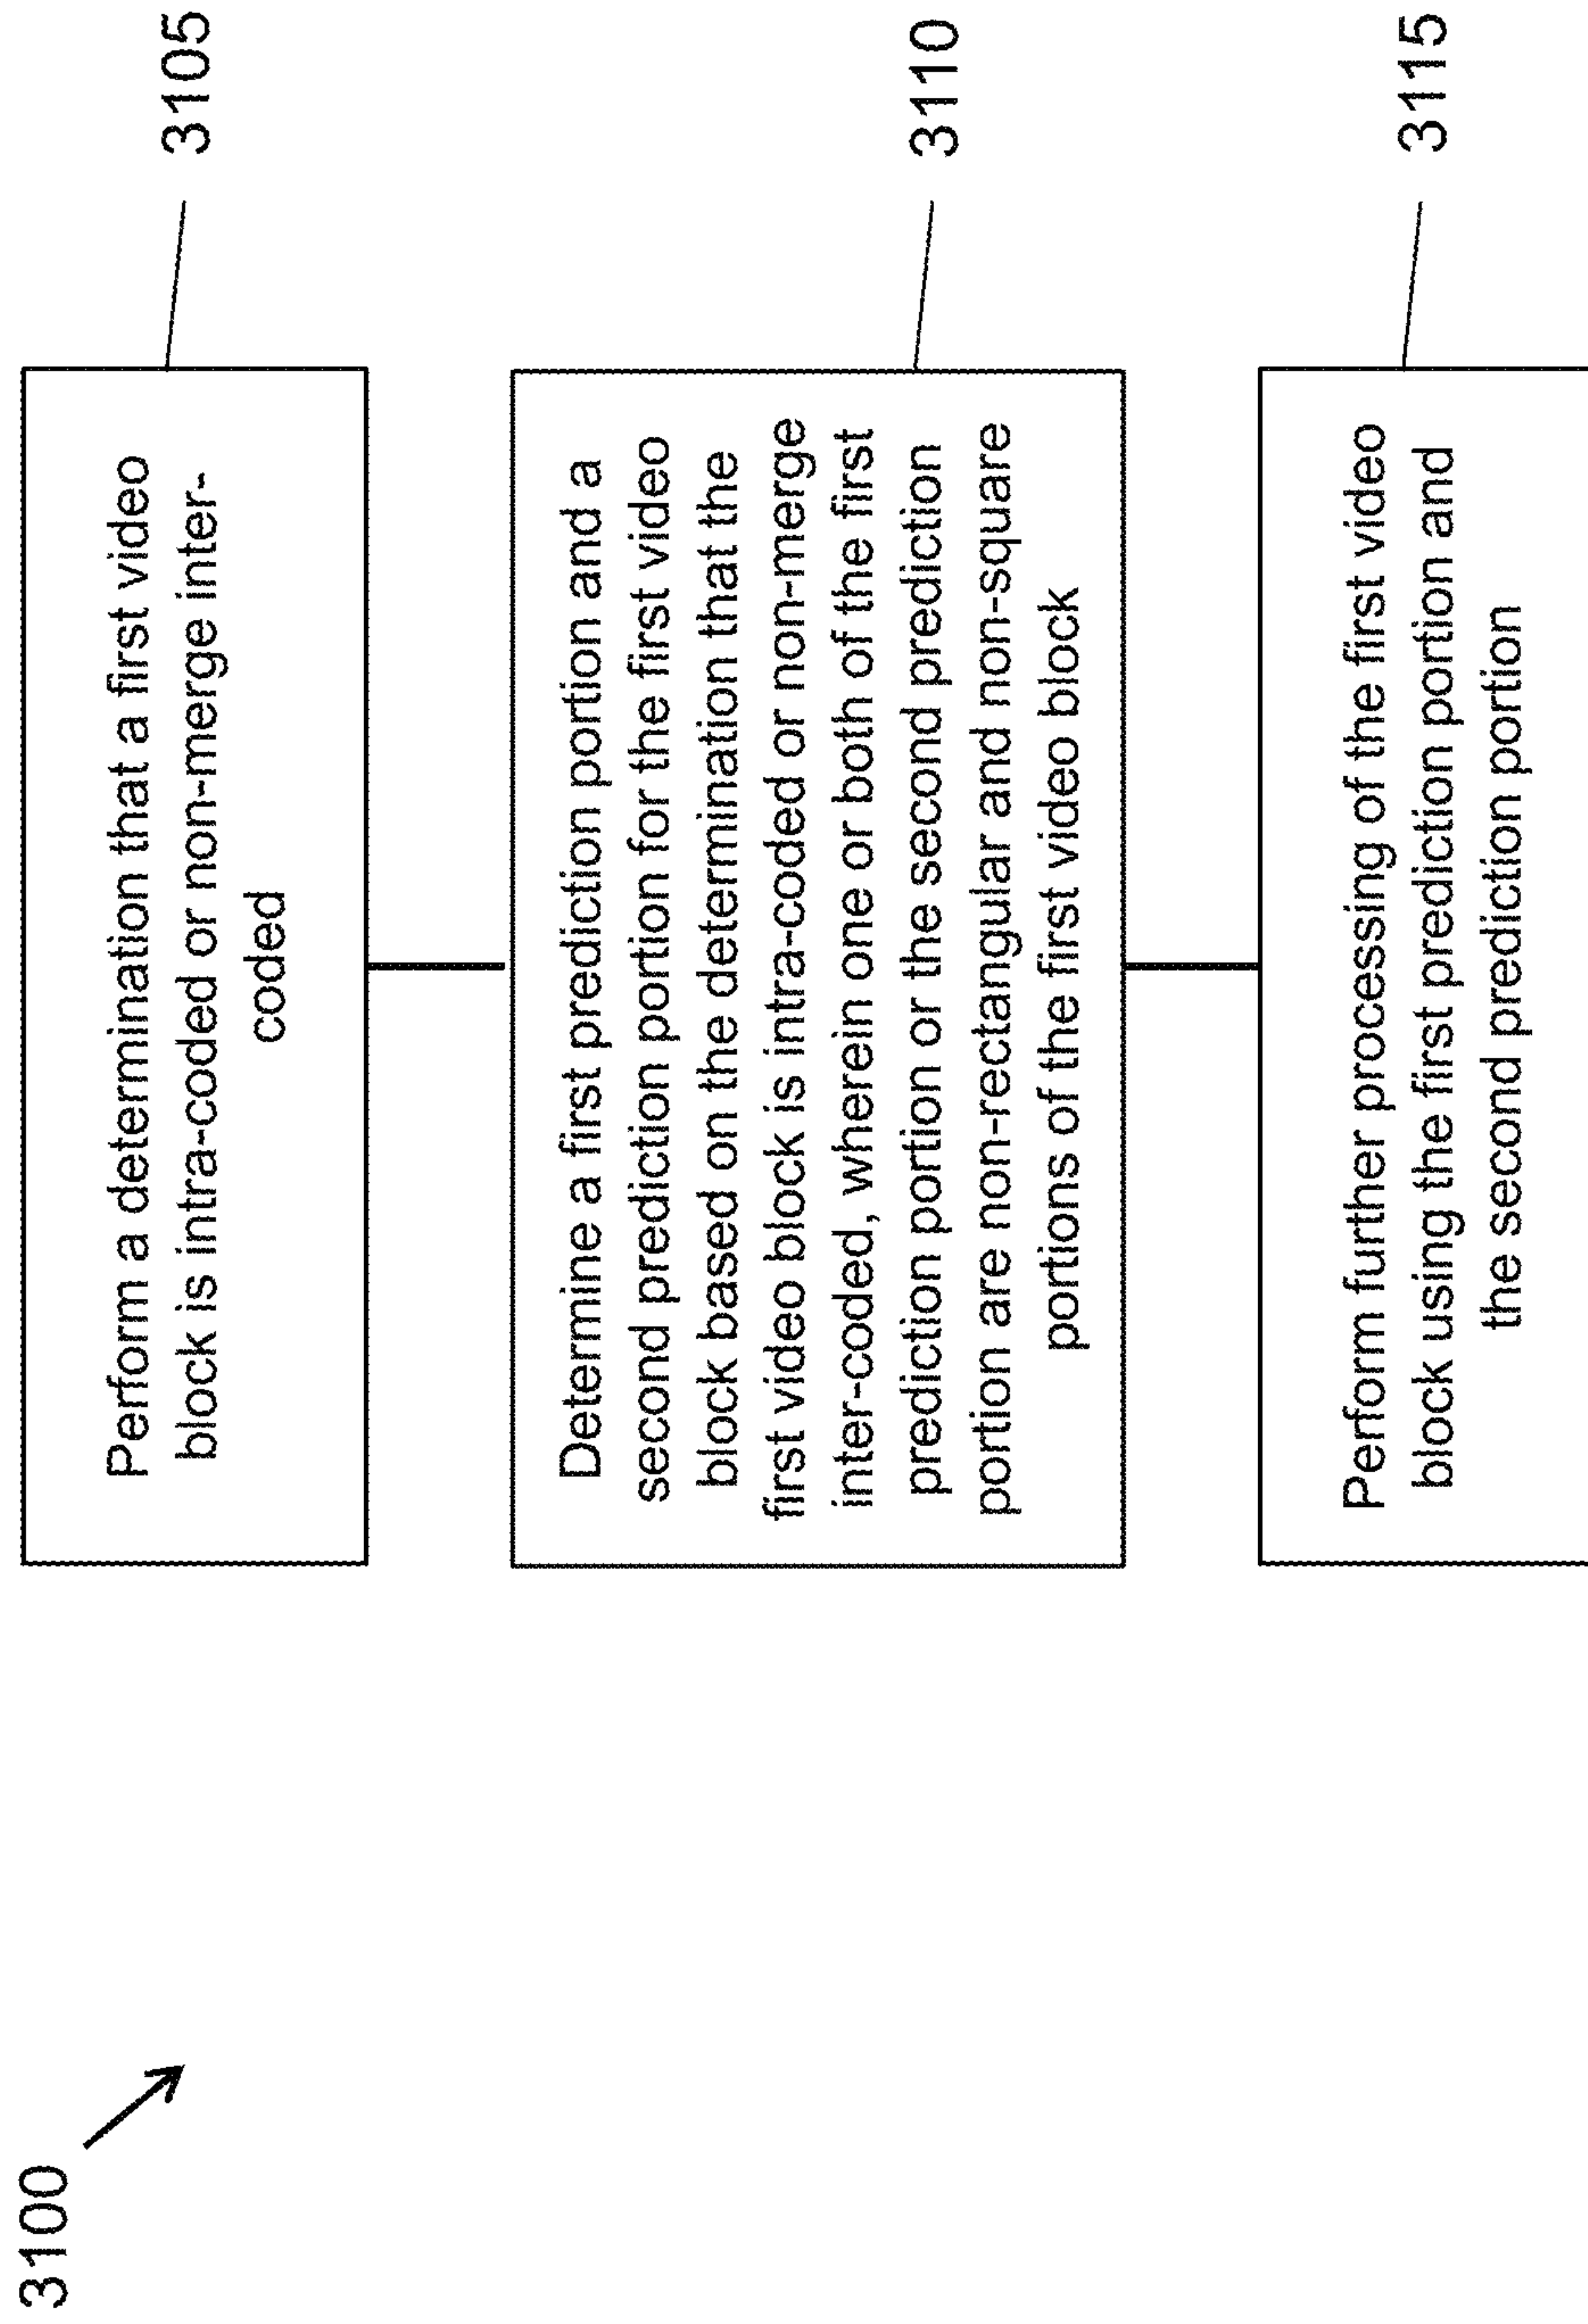 3100
Perform a determination that a first video
block is intra-coded or non-merge inter-
coded
3105
Determine a first prediction portion and a
second prediction portion for the first video
block based on the determination that the
first video block is intra-coded or non-merge
inter-coded, wherein one or both of the first
prediction portion or the second prediction
portion are non-rectangular and non-square
portions of the first video block
3110
Perform further processing of the first video
block using the first prediction portion and
the second prediction portion
3115